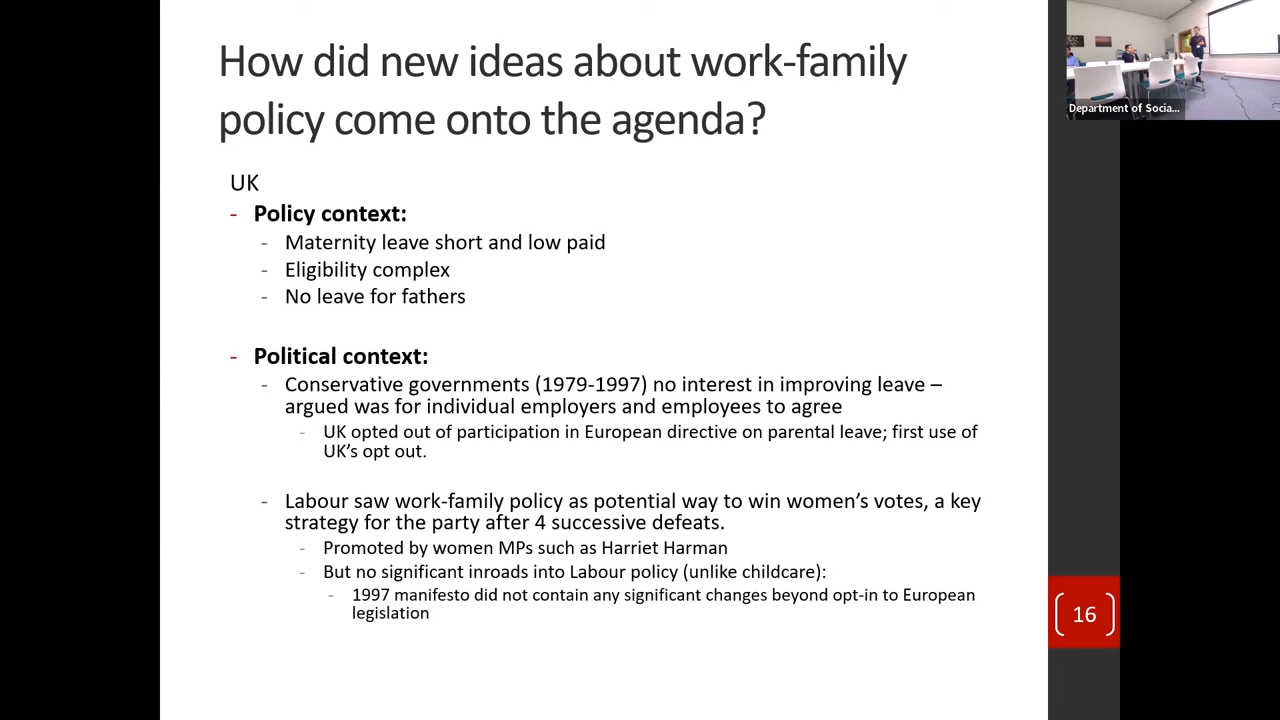 How did new ideas about work-family
policy come onto the agenda?
Department of Socia...
UK
- Policy context:
- Maternity leave short and low paid
- Eligibility complex
- No leave for fathers
- Political context:
- Conservative governments (1979-1997) no interest in improving leave –
argued was for individual employers and employees to agree
- UK opted out of participation in European directive on parental leave; first use of
UK's opt out.
- Labour saw work-family policy as potential way to win women's votes, a key
strategy for the party after 4 successive defeats.
- Promoted by women MPs such as Harriet Harman
- But no significant inroads into Labour policy (unlike childcare):
- 1997 manifesto did not contain any significant changes beyond opt-in to European
legislation
16